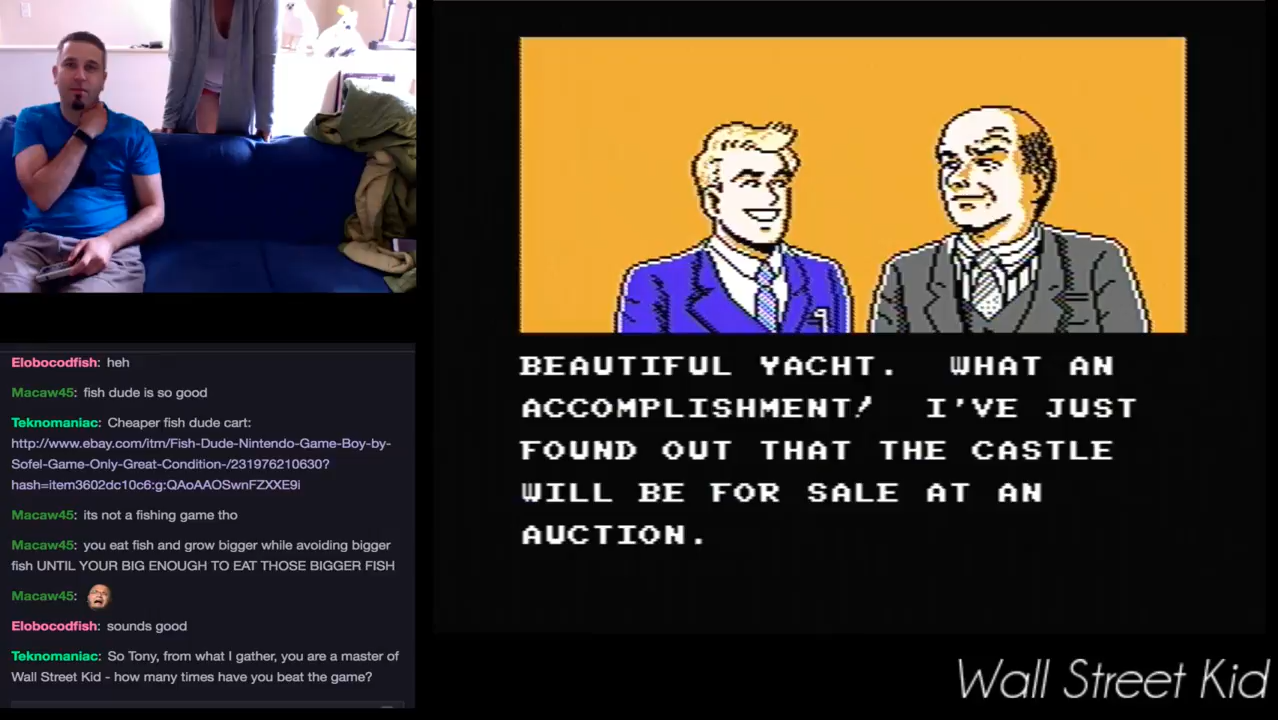 Elobocodfish: heh
Macaw45: fish dude is so good
Teknomaniac: Cheaper fish dude cart:
http://www.ebay.com/itm/Fish-Dude-Nintendo-Game-Boy-by-
Sofel-Game-Only-Great-Condition-/231976210630?
hash=item3602dc10c6:g:QAoAAOSwnFZXXE9i
Macaw45: its not a fishing game tho
Macaw45: you eat fish and grow bigger while avoiding bigger
fish UNTIL YOUR BIG ENOUGH TO EAT THOSE BIGGER FISH
Macaw45:
Elobocodfish: sounds good
Teknomaniac: So Tony, from what I gather, you are a master of
Wall Street Kid - how many times have you beat the game?
BEAUTIFUL YACHT. WHAT AN
ACCOMPLISHMENT! I'VE JUST
FOUND OUT THAT THE CASTLE
WILL BE FOR SALE AT AN
AUCTION.
Wall Street Kid